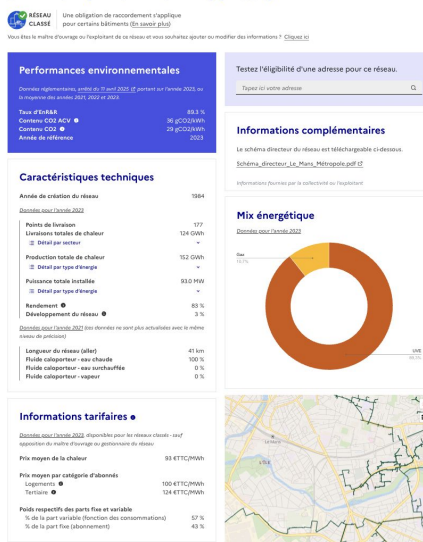 RÉSEAU
CLASSÉ
Une obligation de raccordement s'applique
pour certains bâtiments (En savoir plus)
Vous êtes le maître d'ouvrage ou l'exploitant de ce réseau et vous souhaitez ajouter ou modifier des informations ? Cliquez ici
Performances environnementales
Données réglementaires, arrêté du 11 avril 2025 portant sur l'année 2023, ou
la moyenne des années 2021, 2022 et 2023.
Taux d'EnR&R 89.3 %
Contenu CO2 ACV 36 gCO2/kWh
Contenu CO2 29 gCO2/kWh
Année de référence 2023
Caractéristiques techniques
Année de création du réseau 1984
Données pour l'année 2023
Points de livraison 177
Livraisons totales de chaleur 124 GWh
Détail par secteur
Production totale de chaleur 152 GWh
Détail par type d'énergie
Puissance totale installée 93.0 MW
Détail par type d'énergie
Rendement 83 %
Développement du réseau 3 %
Données pour l'année 2021 (ces données ne sont plus actualisées avec le même
niveau de précision)
Longueur du réseau (aller) 41 km
Fluide caloporteur - eau chaude 100 %
Fluide caloporteur - eau surchauffée 0 %
Fluide caloporteur - vapeur 0 %
Informations tarifaires
Données pour l'année 2023, disponibles pour les réseaux classés - sauf
opposition du maître d'ouvrage ou gestionnaire du réseau
Prix moyen de la chaleur 93 €TTC/MWh
Prix moyen par catégorie d'abonnés
Logements 100 €TTC/MWh
Tertiaire 124 €TTC/MWh
Poids respectifs des parts fixe et variable
% de la part variable (fonction des consommations) 57 %
% de la part fixe (abonnement) 43 %
Testez l'éligibilité d'une adresse pour ce réseau.
Tapez ici votre adresse
Informations complémentaires
Le schéma directeur du réseau est téléchargeable ci-dessous.
Schéma_directeur_Le_Mans_Métropole.pdf
Informations fournies par la collectivité ou l'exploitant
Mix énergétique
Données pour l'année 2023
Gaz
10.7%
UVE
89.3%
Le Mans